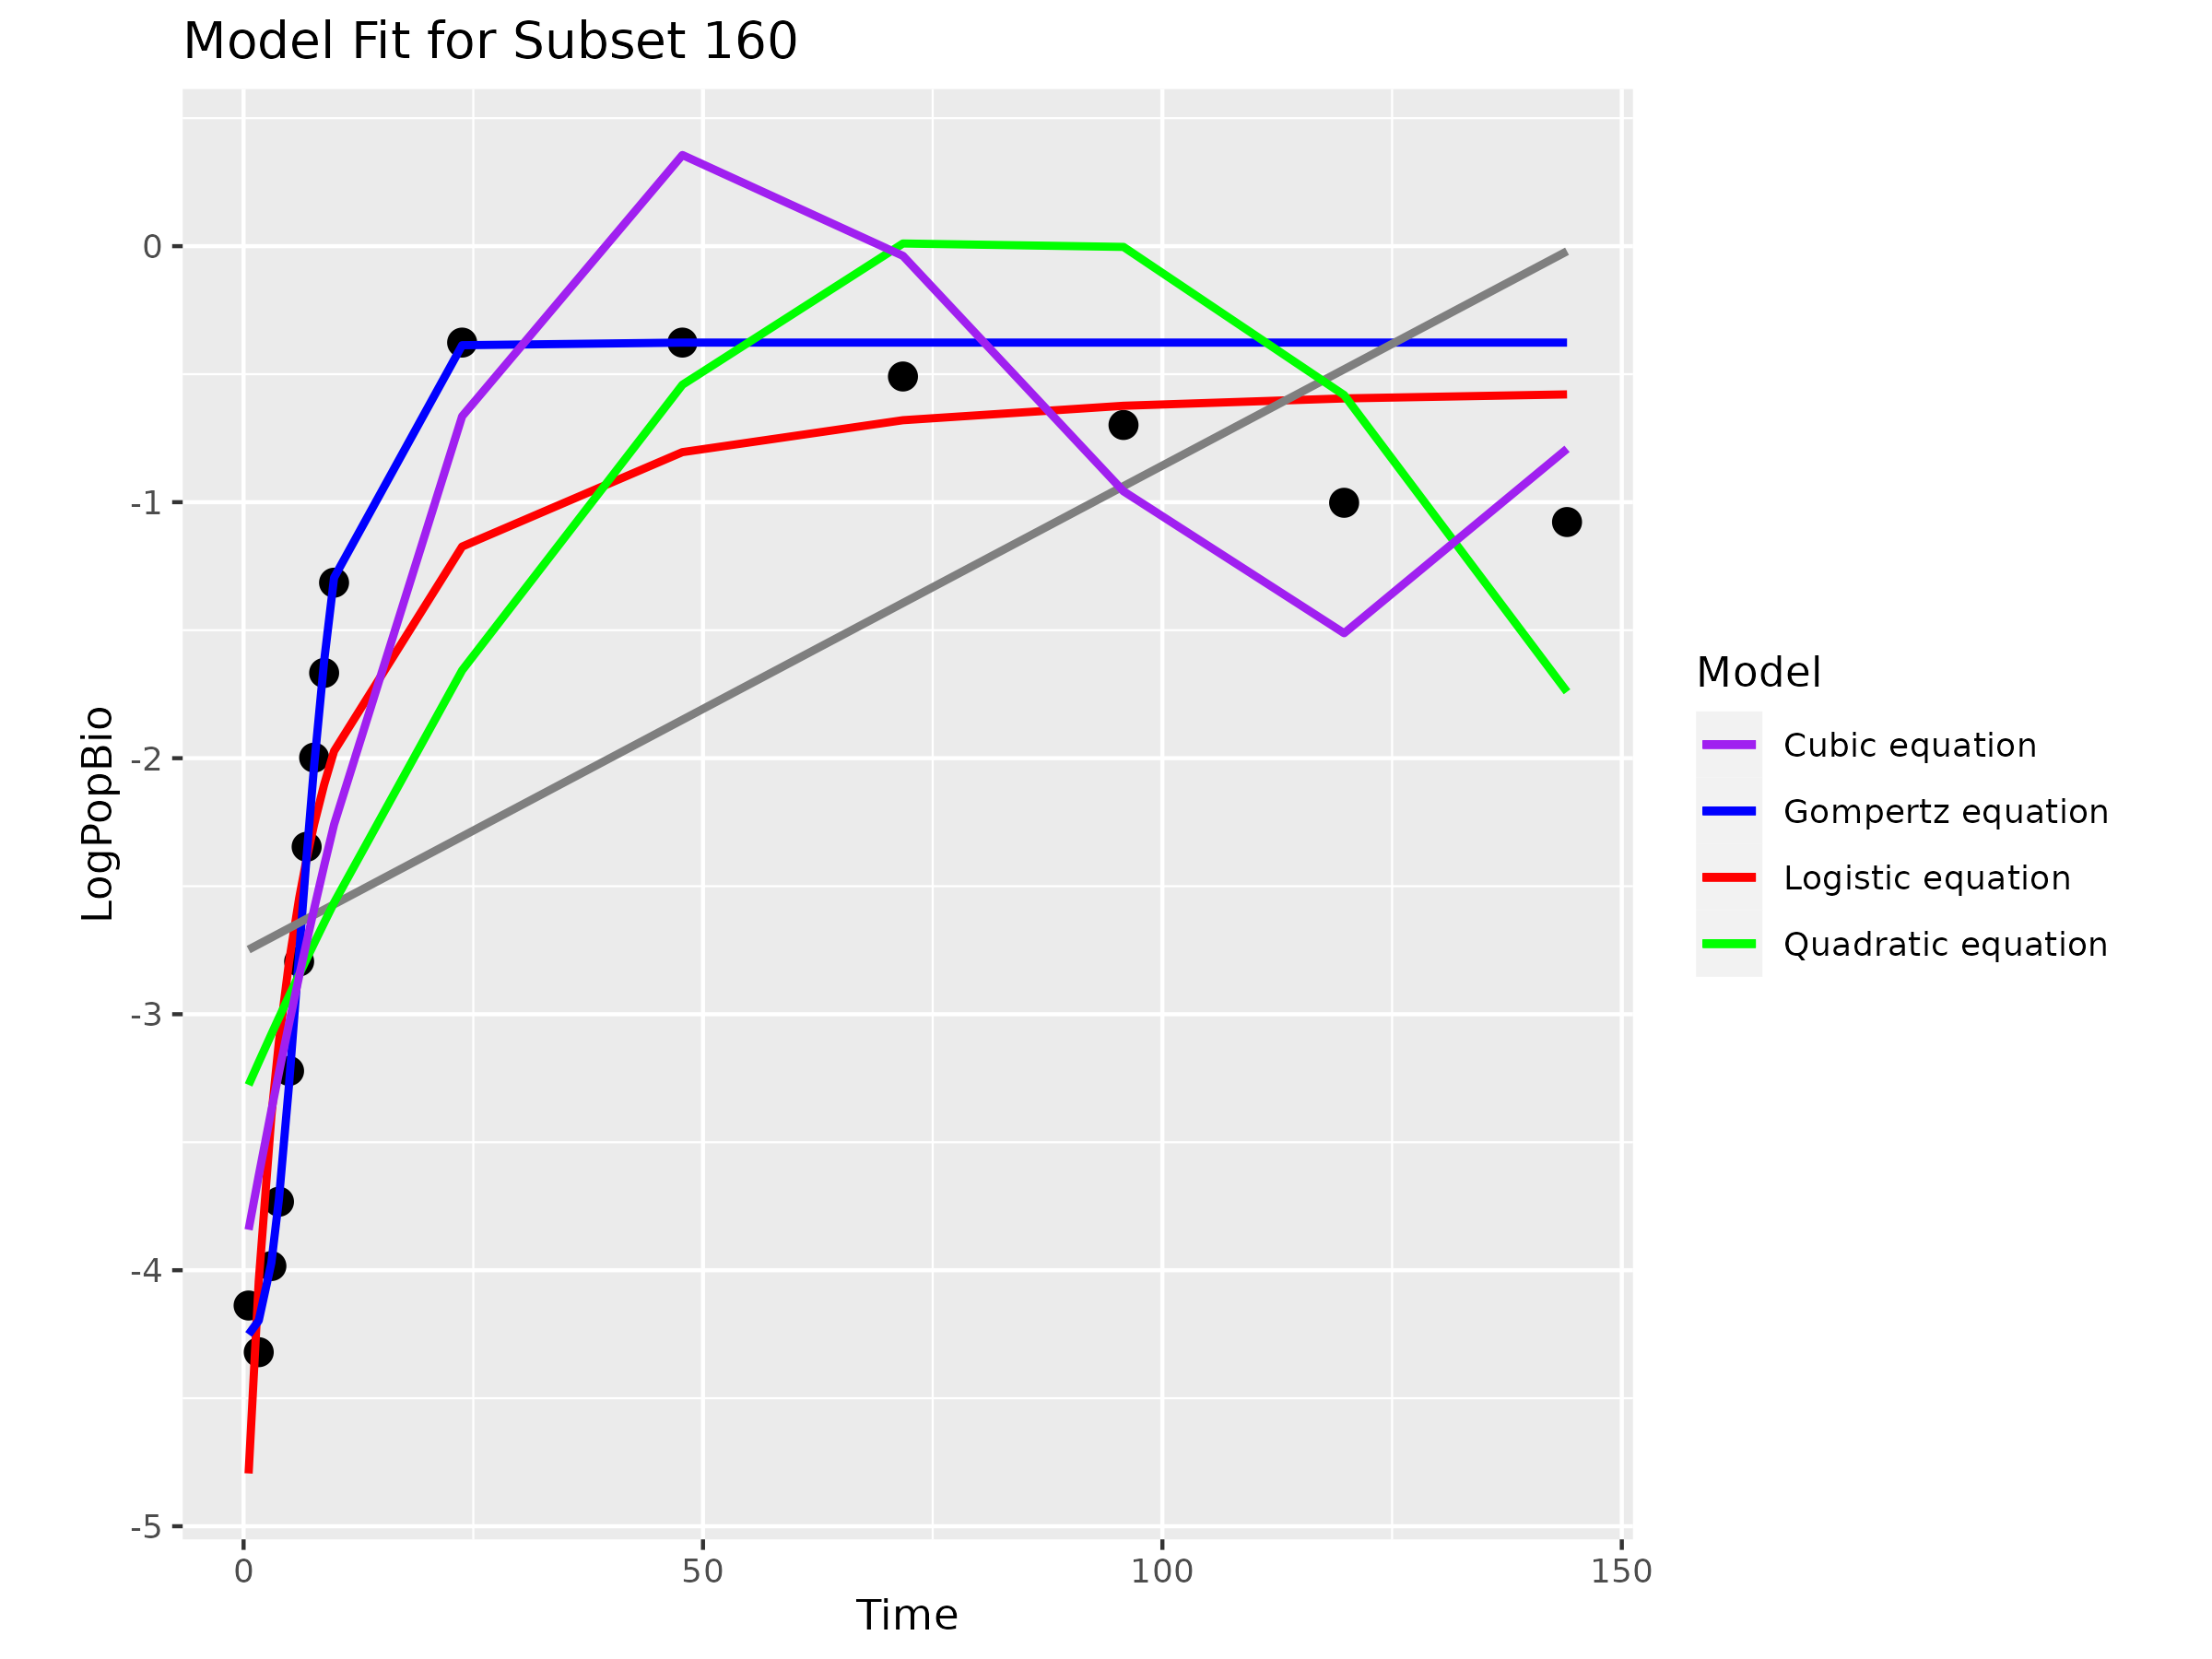 Model Fit for Subset 160
0
-1
-2
-3
-4
-5
LogPopBio
0 50 100 150
Time
Model
Cubic equation
Gompertz equation
Logistic equation
Quadratic equation